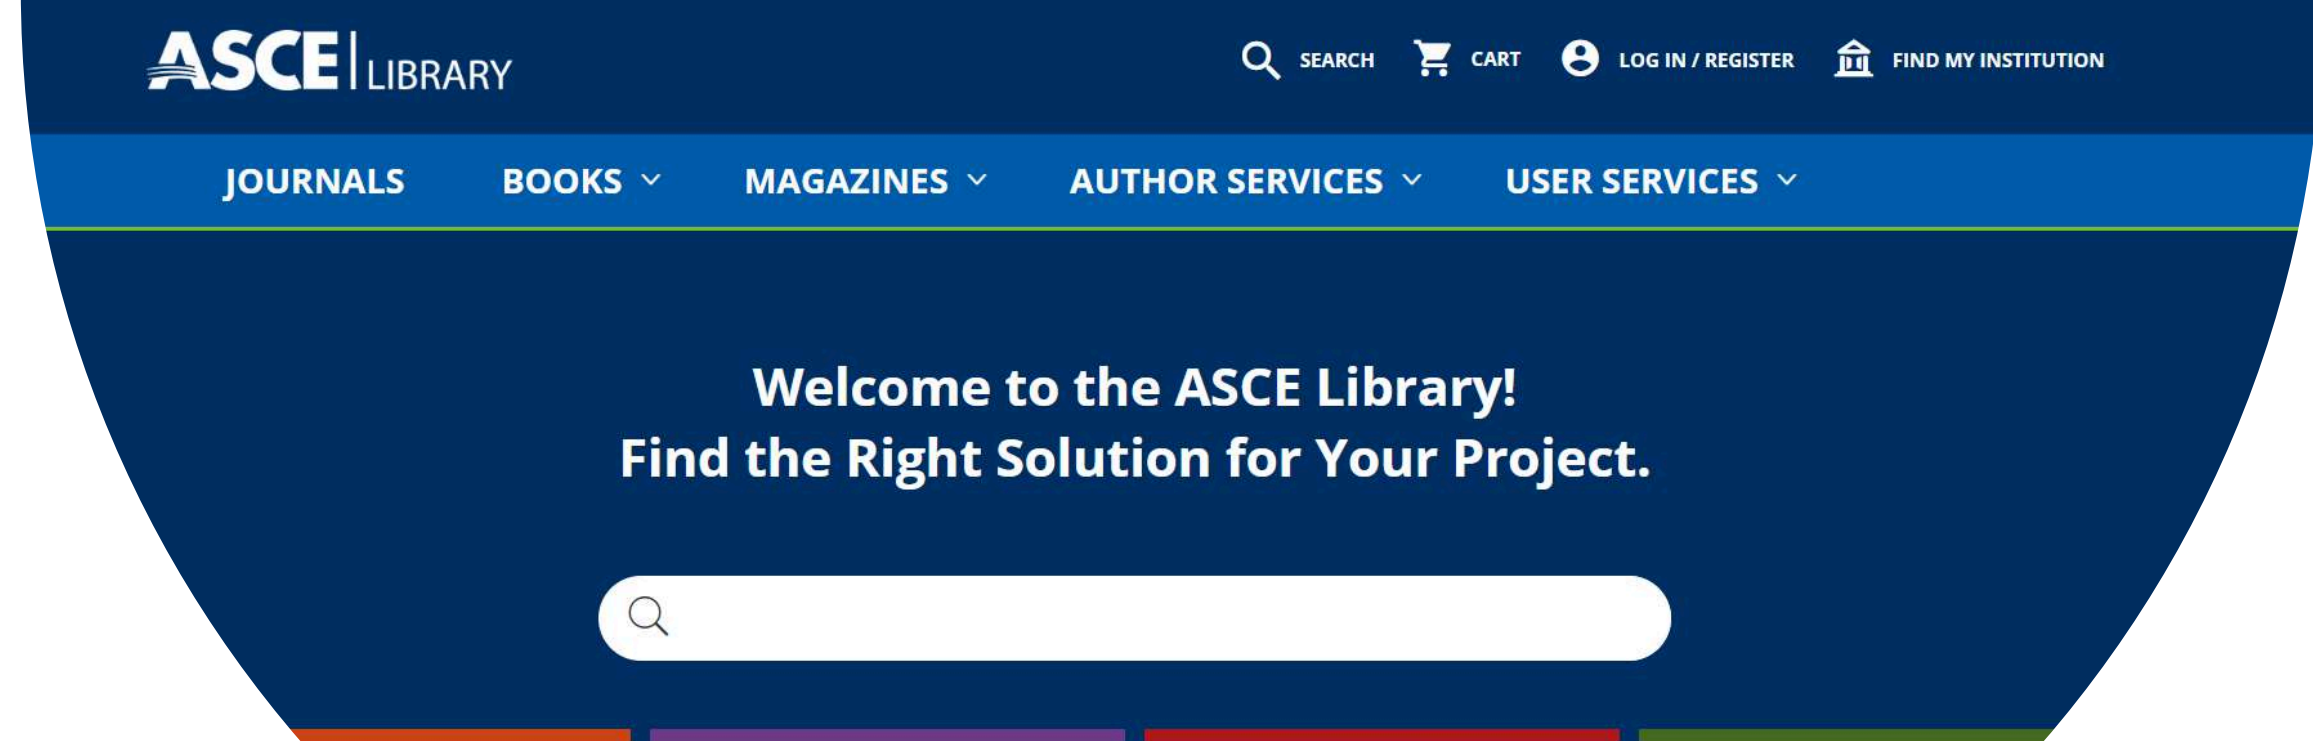 ASCE LIBRARY
SEARCH CART LOG IN / REGISTER FIND MY INSTITUTION
JOURNALS BOOKS MAGAZINES AUTHOR SERVICES USER SERVICES
Welcome to the ASCE Library!
Find the Right Solution for Your Project.